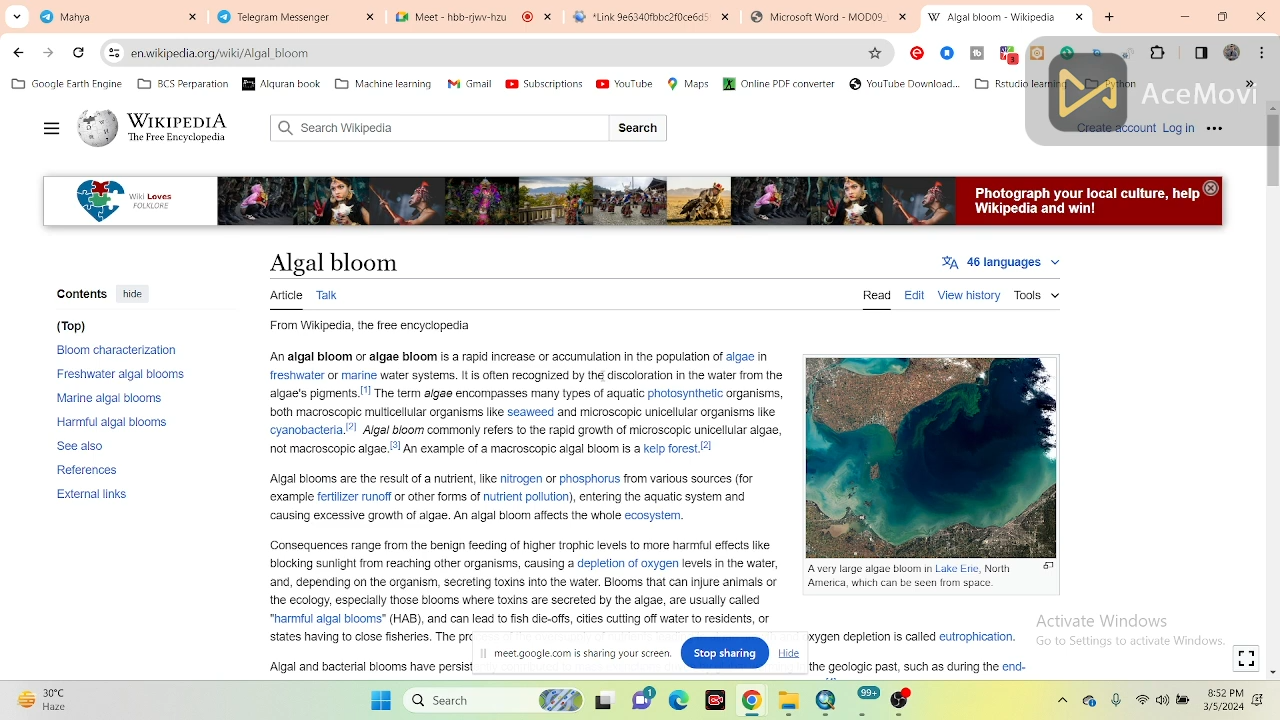 Telegram Messenger
Meet - hbb-rjwv-hzu
*Link 9e6340fbbc2f0ce6d3
Microsoft Word - MOD09_
Algal bloom - Wikipedia
en.wikipedia.org/wiki/Algal_bloom
3
Google Earth Engine
BCS Perparation
Machine learning
Gmail
Subscriptions
YouTube
Maps
Online PDF converter
YouTube Download...
Rstudio learning
Python
AceMovi
WIKIPEDIA
The Free Encyclopedia
Search Wikipedia
Search
Create account Log in
Wiki Loves
FOLKLORE
Photograph your local culture, help
Wikipedia and win!
Algal bloom
46 languages
Contents hide
Article Talk
Read Edit View history Tools
(Top)
Bloom characterization
Freshwater algal blooms
Marine algal blooms
Harmful algal blooms
See also
References
External links
From Wikipedia, the free encyclopedia
An algal bloom or algae bloom is a rapid increase or accumulation in the population of algae in
freshwater or marine water systems. It is often recognized by the discoloration in the water from the
algae's pigments.[1] The term algae encompasses many types of aquatic photosynthetic organisms,
both macroscopic multicellular organisms like seaweed and microscopic unicellular organisms like
cyanobacteria.[2] Algal bloom commonly refers to the rapid growth of microscopic unicellular algae,
not macroscopic algae.[3] An example of a macroscopic algal bloom is a kelp forest.[2]
Algal blooms are the result of a nutrient, like nitrogen or phosphorus from various sources (for
example fertilizer runoff or other forms of nutrient pollution), entering the aquatic system and
causing excessive growth of algae. An algal bloom affects the whole ecosystem.
Consequences range from the benign feeding of higher trophic levels to more harmful effects like
blocking sunlight from reaching other organisms, causing a depletion of oxygen levels in the water,
and, depending on the organism, secreting toxins into the water. Blooms that can injure animals or
the ecology, especially those blooms where toxins are secreted by the algae, are usually called
"harmful algal blooms" (HAB), and can lead to fish die-offs, cities cutting off water to residents, or
states having to close fisheries. The oxygen depletion is called eutrophication.
Algal and bacterial blooms have the geologic past, such as during the end-
A very large algae bloom in Lake Erie, North
America, which can be seen from space.
Activate Windows
Go to Settings to activate Windows.
meet.google.com is sharing your screen.
Stop sharing
Hide
30°C
Haze
Search
1
99+
8:52 PM
3/5/2024